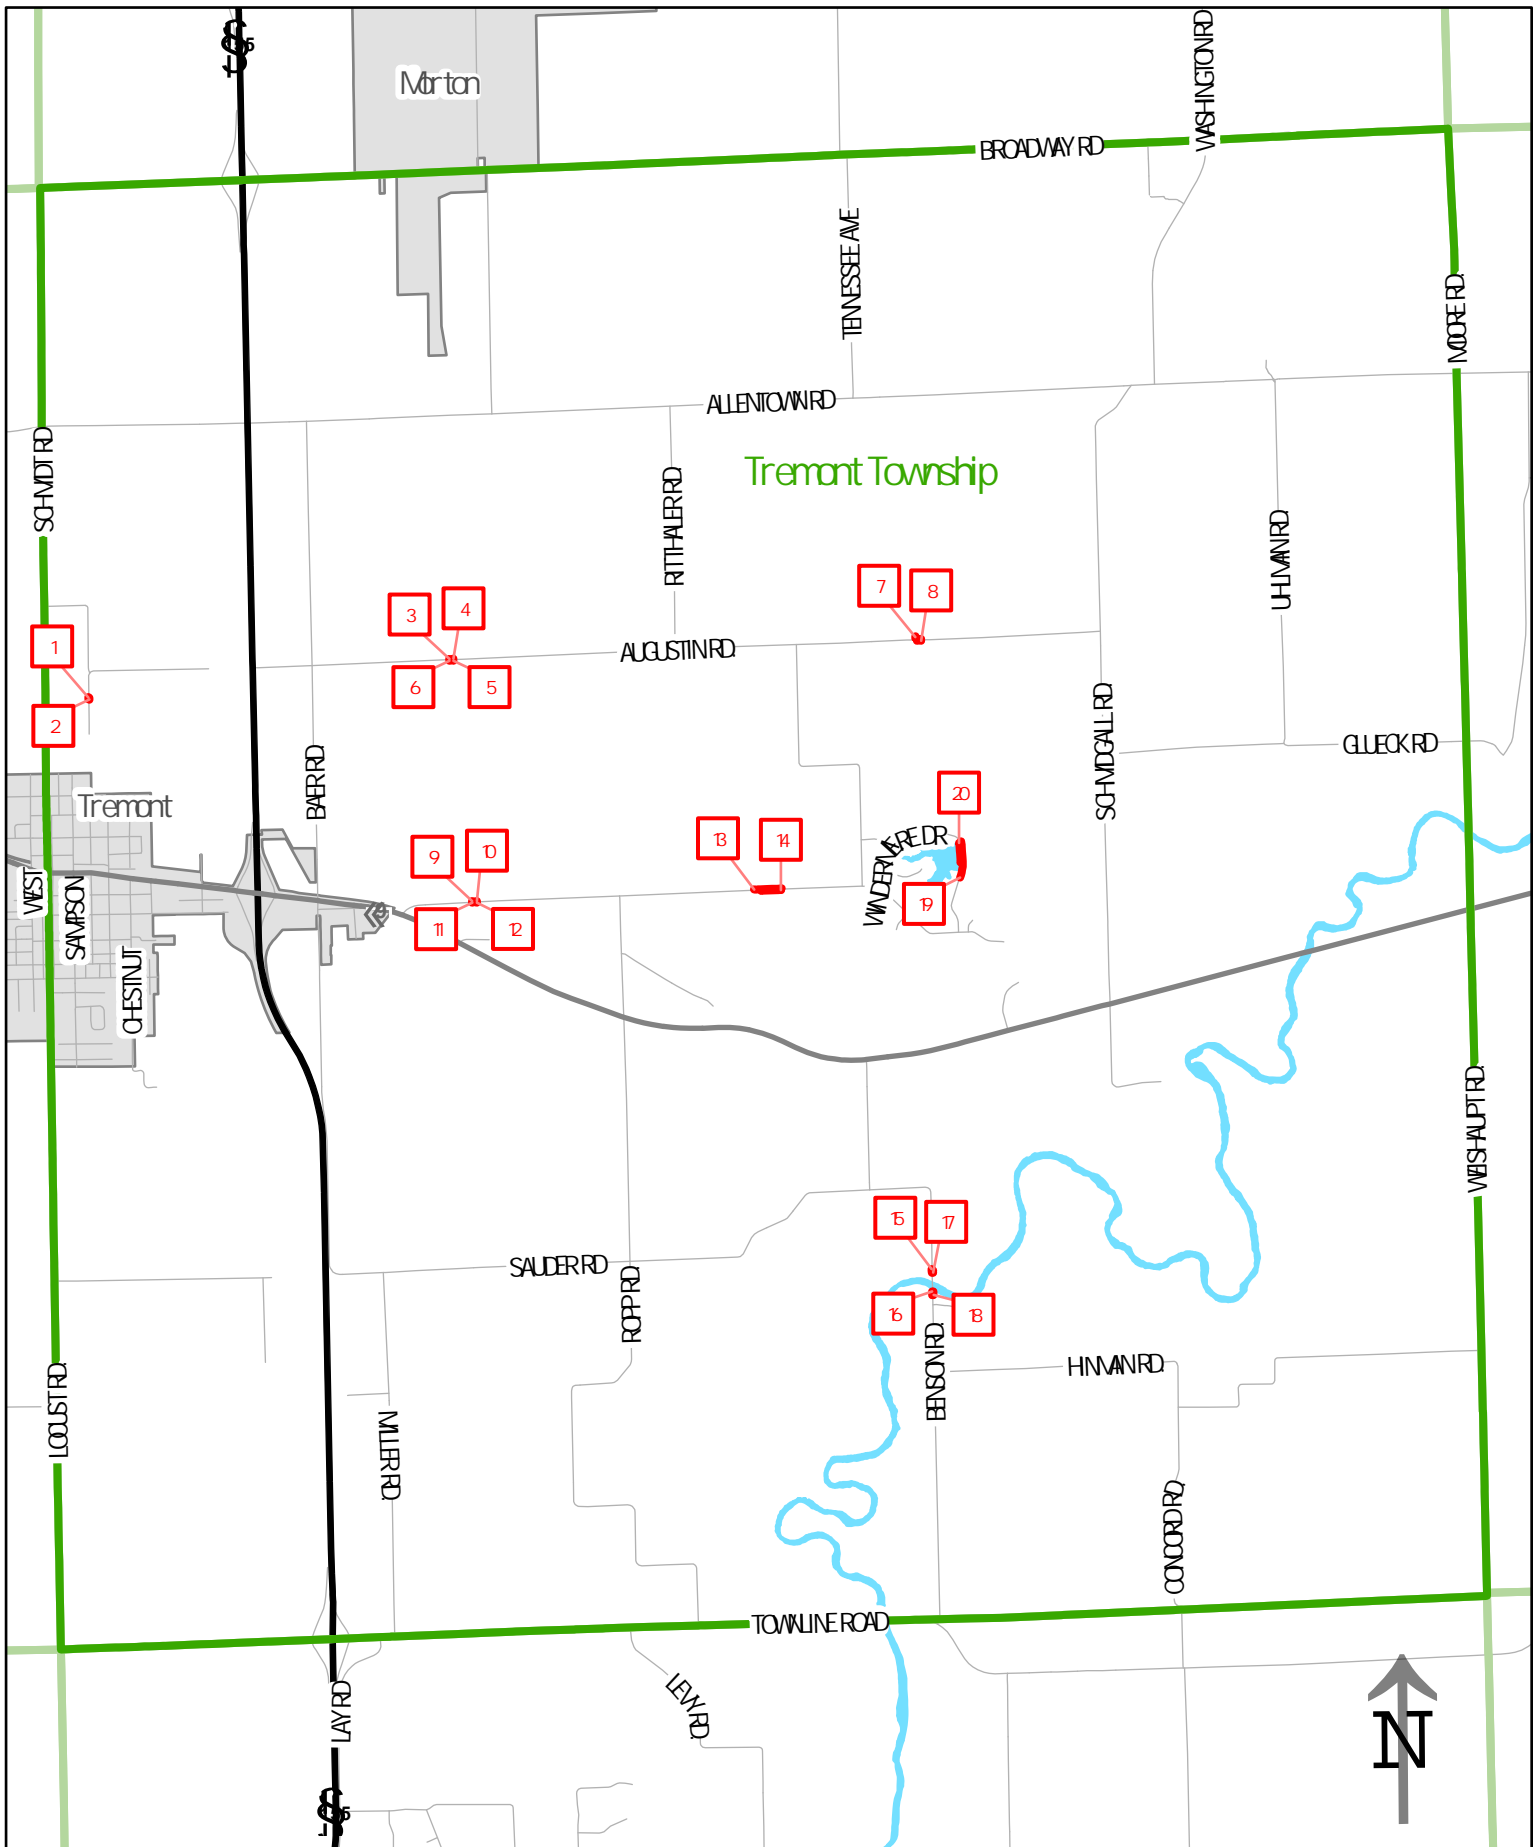 Morton
WASHINGTON RD
BROADWAY RD
TENNESSEE AVE
MOORE RD.
ALLENTOWN RD
SCHMIDT RD
Tremont Township
RITTHALER RD.
UHLMAN RD.
7
8
3
4
1
AUGUSTIN RD.
6
5
2
SCHMIDGALL RD.
GLUECK RD
BAER RD.
Tremont
20
13
14
WINDERMERE DR
9
10
WEST
SAMPSON
19
11
12
CHESTNUT
WEISHAUPT RD.
15
17
SAUDER RD
ROPP RD.
16
18
BENSON RD.
HINMAN RD.
LOCUST RD.
MILLER RD.
CONCORD RD.
TOWNLINE ROAD
LAY RD
LEVY RD.
N